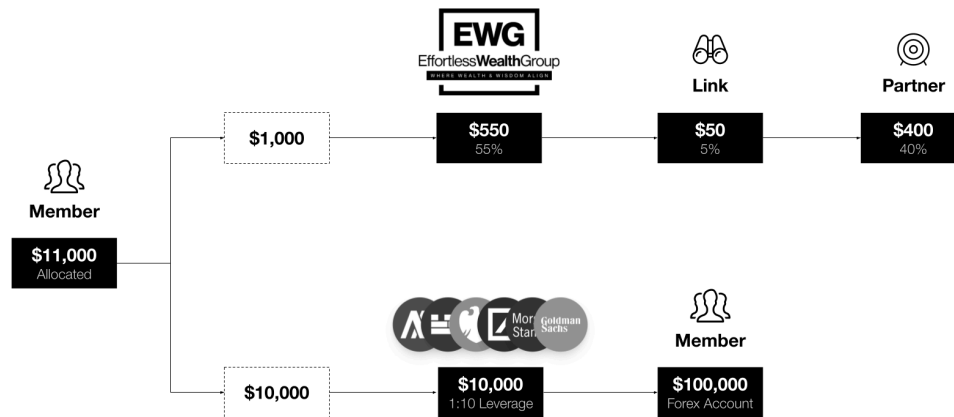 EWG
EffortlessWealthGroup
WHERE WEALTH & WISDOM ALIGN
Link
Partner
$1,000
$550
55%
$50
5%
$400
40%
Member
$11,000
Allocated
Goldman
Sachs
Member
$10,000
$10,000
1:10 Leverage
$100,000
Forex Account